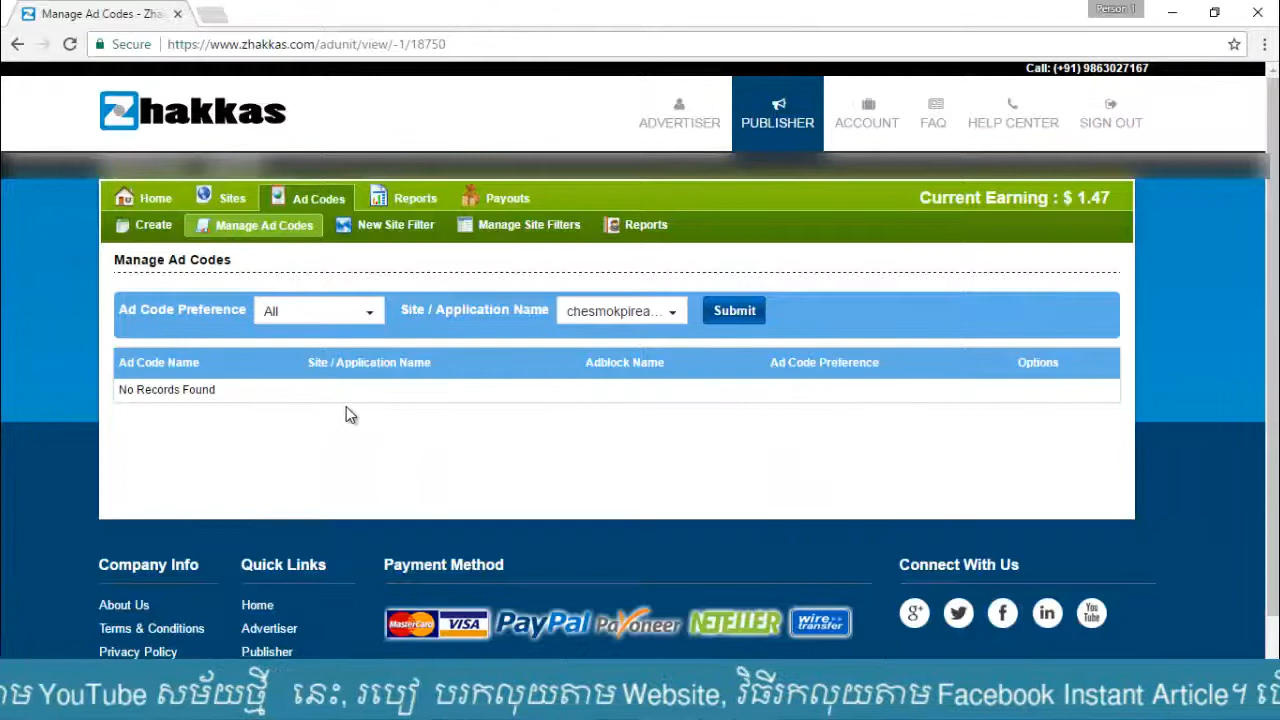 Manage Ad Codes - Zha
Person 1
Secure
https://www.zhakkas.com/adunit/view/-1/18750
Call: (+91) 9863027167
Zhakkas
ADVERTISER
PUBLISHER
ACCOUNT
FAQ
HELP CENTER
SIGN OUT
Home
Sites
Ad Codes
Reports
Payouts
Current Earning : $ 1.47
Create
Manage Ad Codes
New Site Filter
Manage Site Filters
Reports
Manage Ad Codes
Ad Code Preference
All
Site / Application Name
chesmokpirea...
Submit
Ad Code Name
Site / Application Name
Adblock Name
Ad Code Preference
Options
No Records Found
Company Info
Quick Links
Payment Method
Connect With Us
About Us
Home
Terms & Conditions
Advertiser
Privacy Policy
Publisher
MasterCard
VISA
PayPal
Payoneer
NETELLER
wire transfer
g+
f
in
You Tube
តាម YouTube សម័យថ្មី នេះ, របៀ បរកលុយតាម Website, វិធីរកលុយតាម Facebook Instant Article។